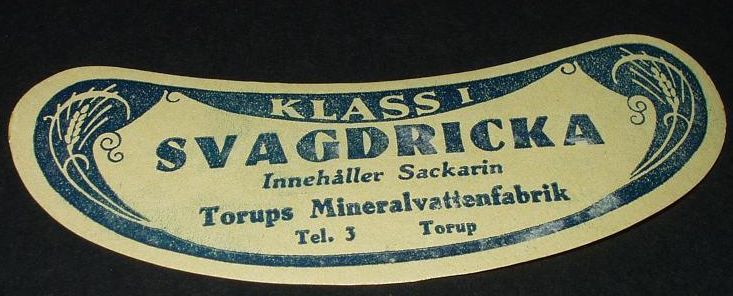 KLASS I
SVAGDRICKA
Innehåller Sackarin
Torups Mineralvattenfabrik
Tel. 3 Torup